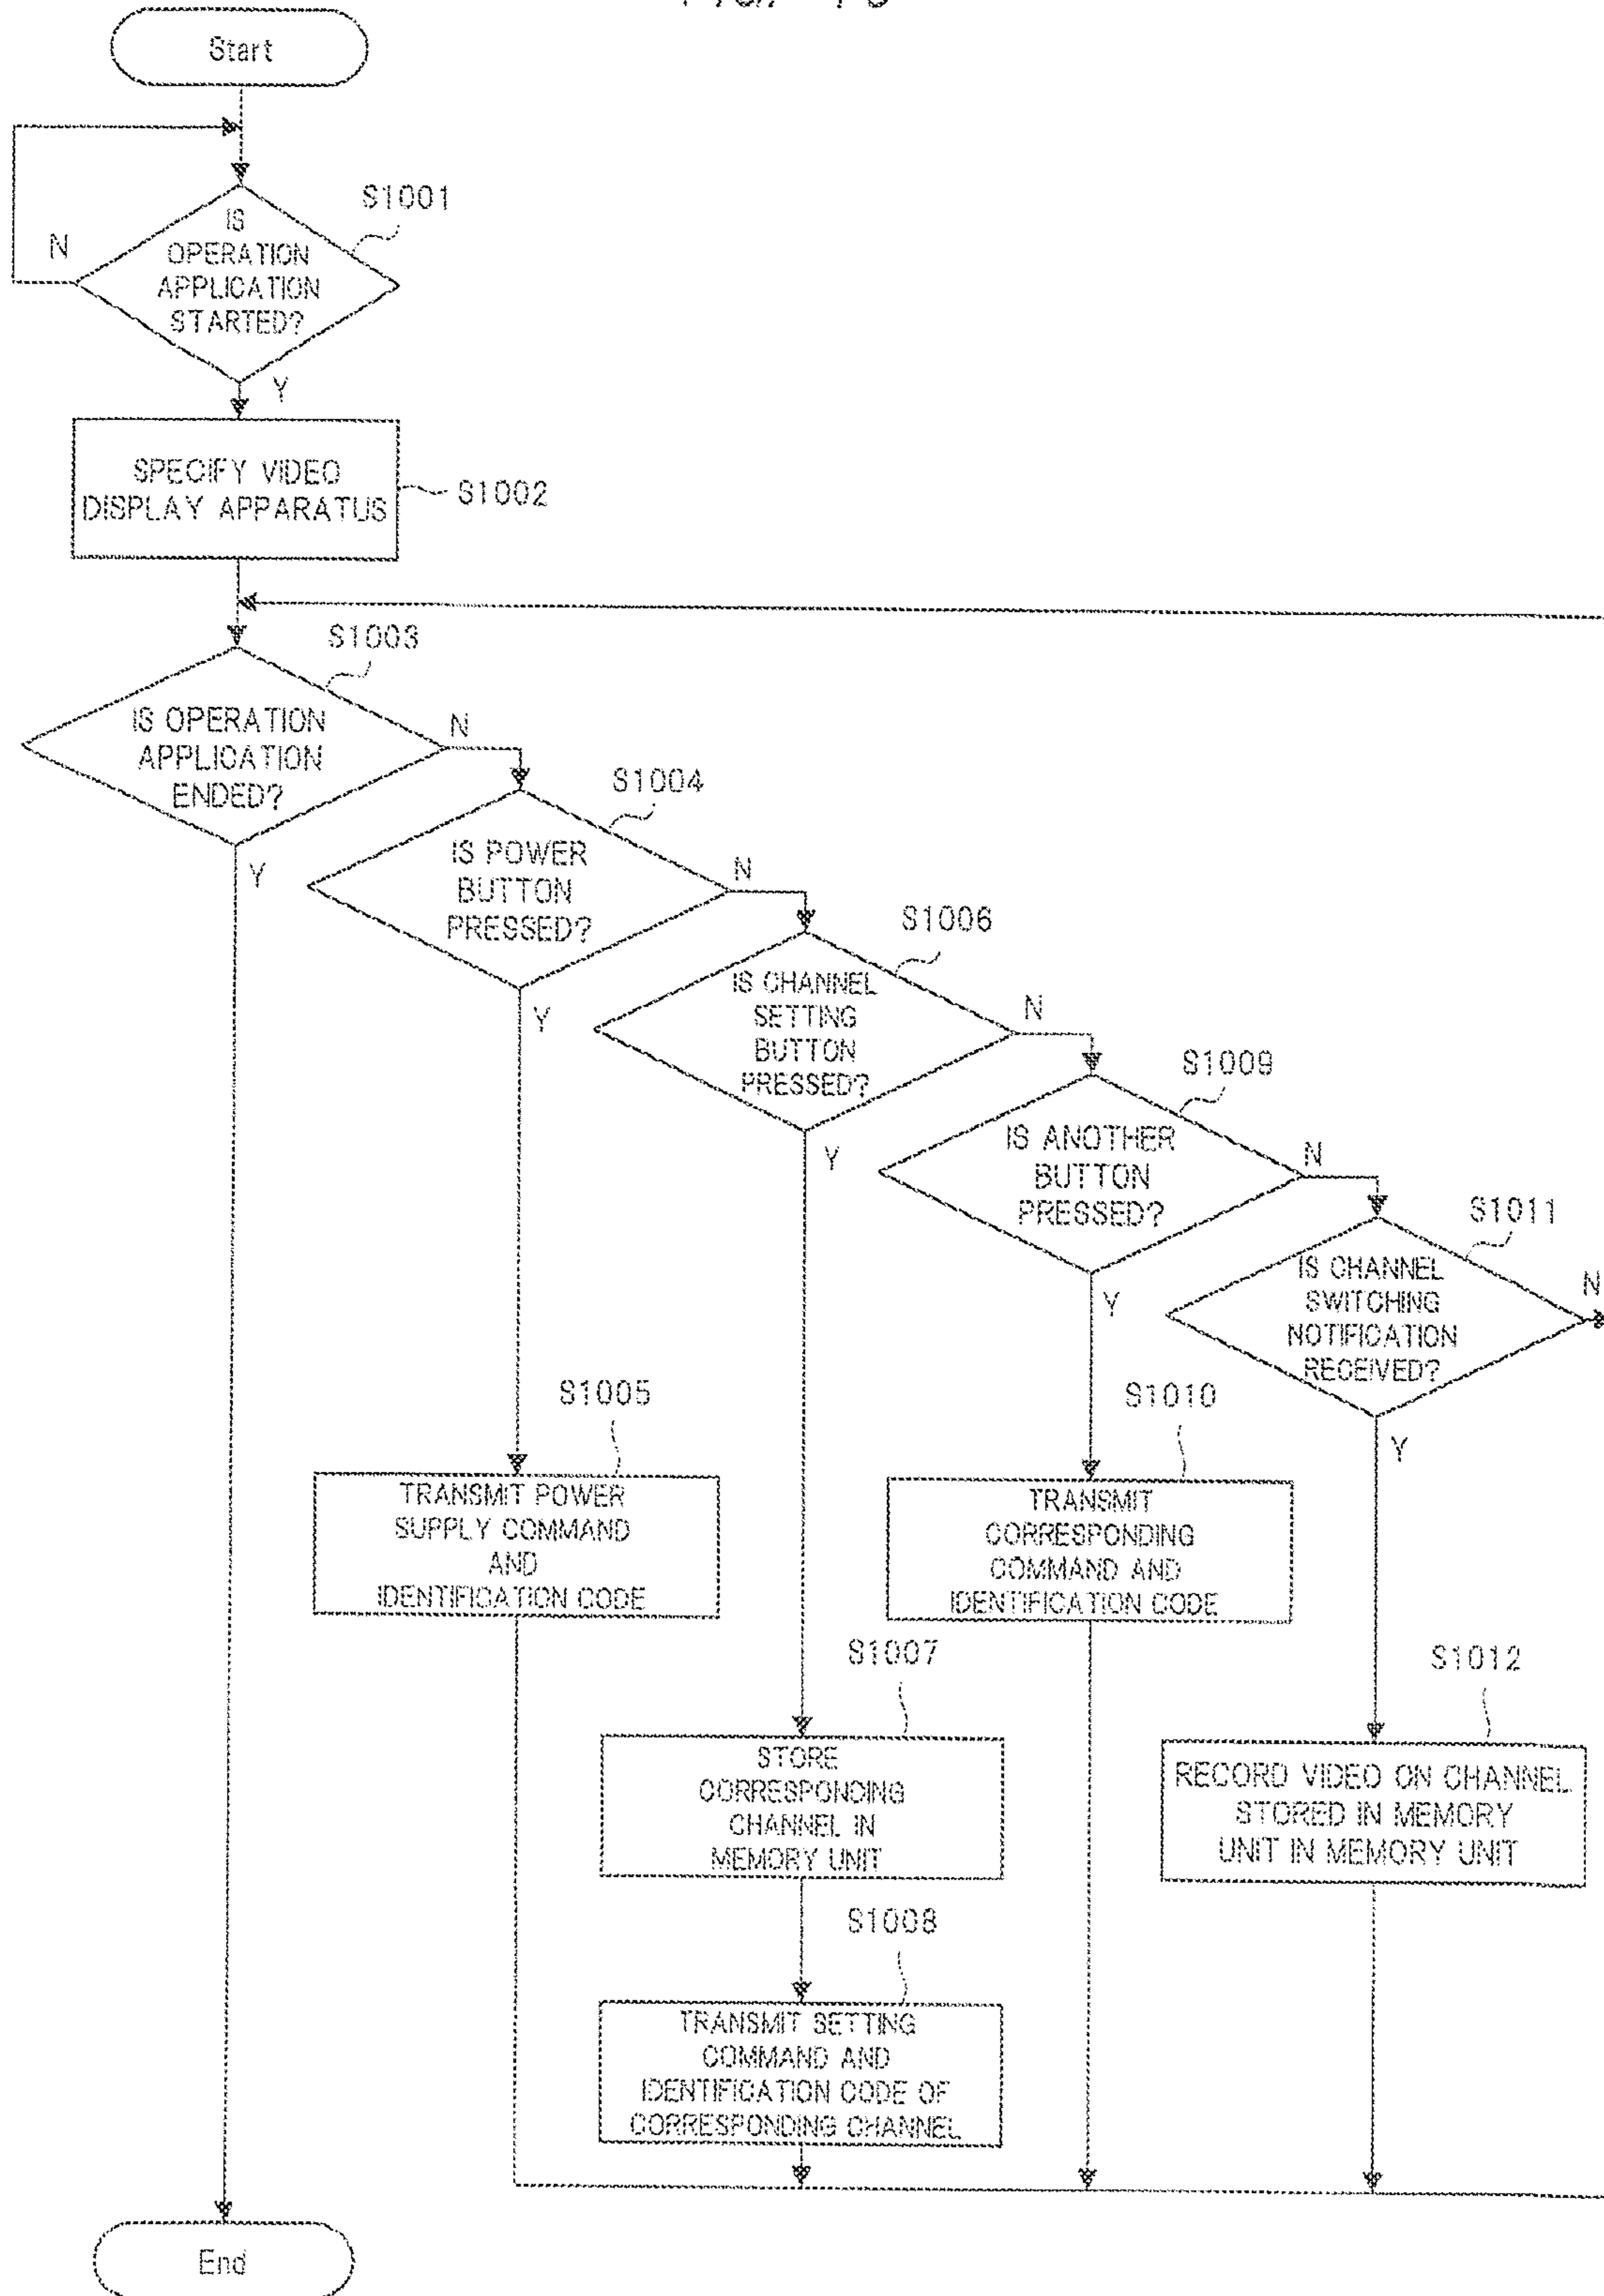 Start
S1001
IS
OPERATION
APPLICATION
STARTED?
N
Y
SPECIFY VIDEO
DISPLAY APPARATUS
S1002
S1003
IS OPERATION
APPLICATION
ENDED?
N
Y
S1004
IS POWER
BUTTON
PRESSED?
N
Y
S1006
IS CHANNEL
SETTING
BUTTON
PRESSED?
N
Y
S1009
IS ANOTHER
BUTTON
PRESSED?
N
Y
S1011
IS CHANNEL
SWITCHING
NOTIFICATION
RECEIVED?
N
Y
S1005
TRANSMIT POWER
SUPPLY COMMAND
AND
IDENTIFICATION CODE
S1010
TRANSMIT
CORRESPONDING
COMMAND AND
IDENTIFICATION CODE
S1007
STORE
CORRESPONDING
CHANNEL IN
MEMORY UNIT
S1012
RECORD VIDEO ON CHANNEL
STORED IN MEMORY
UNIT IN MEMORY UNIT
S1008
TRANSMIT SETTING
COMMAND AND
IDENTIFICATION CODE OF
CORRESPONDING CHANNEL
End